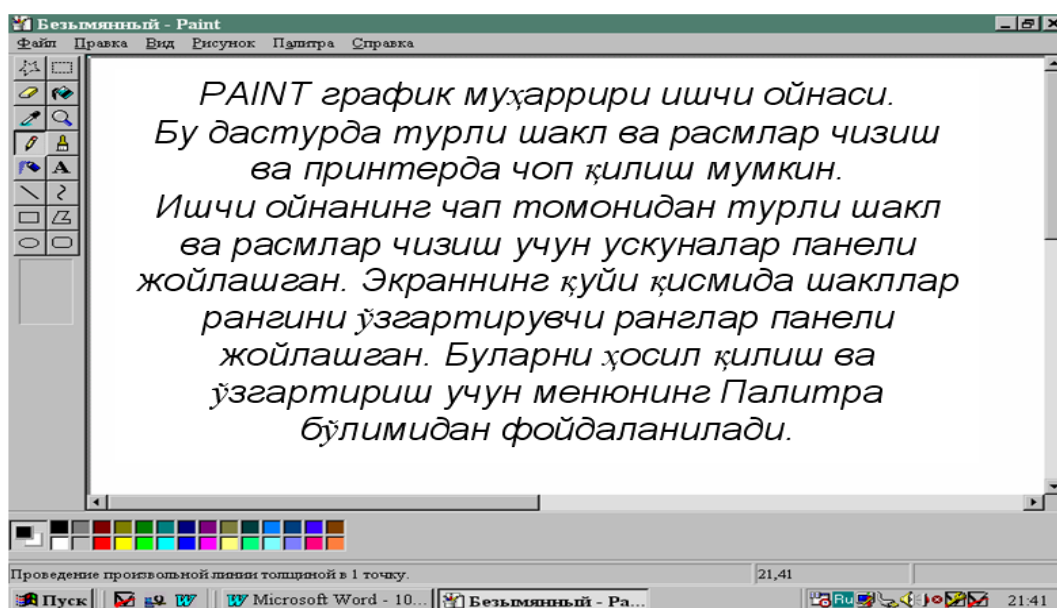 Безымянный - Paint
Файл Правка Вид Рисунок Палитра Справка
PAINT график муҳаррири ишчи ойнаси.
Бу дастурда турли шакл ва расмлар чизиш
ва принтерда чоп қилиш мумкин.
Ишчи ойнанинг чап томонидан турли шакл
ва расмлар чизиш учун ускуналар панели
жойлашган. Экраннинг қуйи қисмида шакллар
рангини ўзгартирувчи ранглар панели
жойлашган. Буларни ҳосил қилиш ва
ўзгартириш учун менюнинг Палитра
бўлимидан фойдаланилади.
Проведение произвольной линии толщиной в 1 точку. 21,41
Пуск Microsoft Word - 10... Безымянный - Pa... Ru 21:41